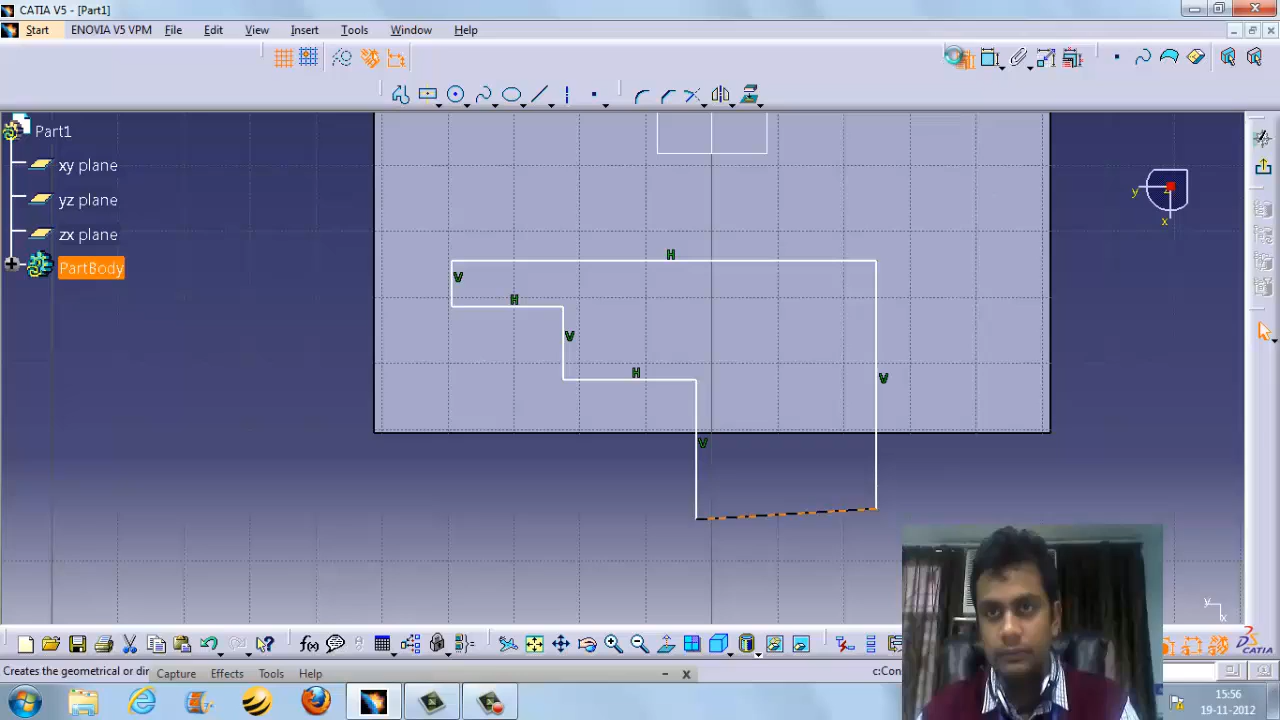 CATIA V5 - [Part1]
Start ENOVIA V5 VPM File Edit View Insert Tools Window Help
Part1
xy plane
yz plane
zx plane
PartBody
H
V
H
V
H
V
V
y
x
y
x
f(x)
CATIA
Creates the geometrical or dir
c:Con
Capture Effects Tools Help
15:56
19-11-2012